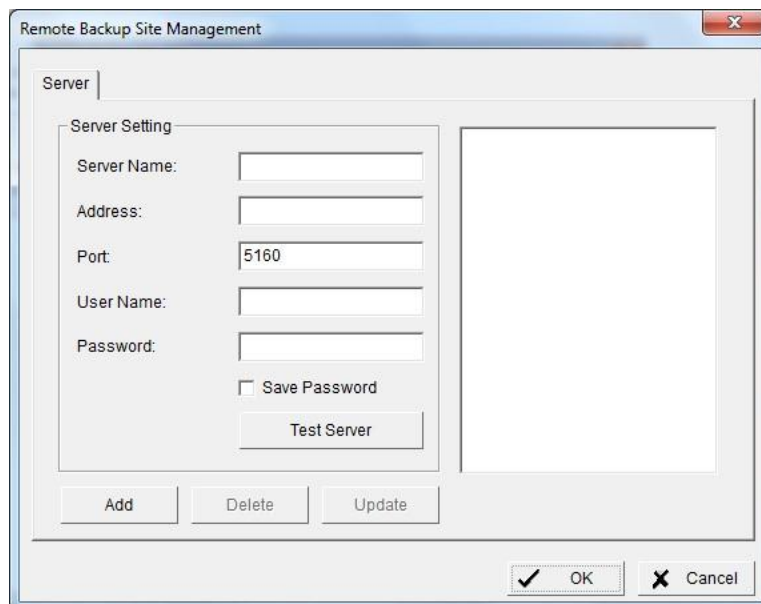 Remote Backup Site Management
Server
Server Setting
Server Name:
Address:
Port: 5160
User Name:
Password:
Save Password
Test Server
Add Delete Update
OK Cancel